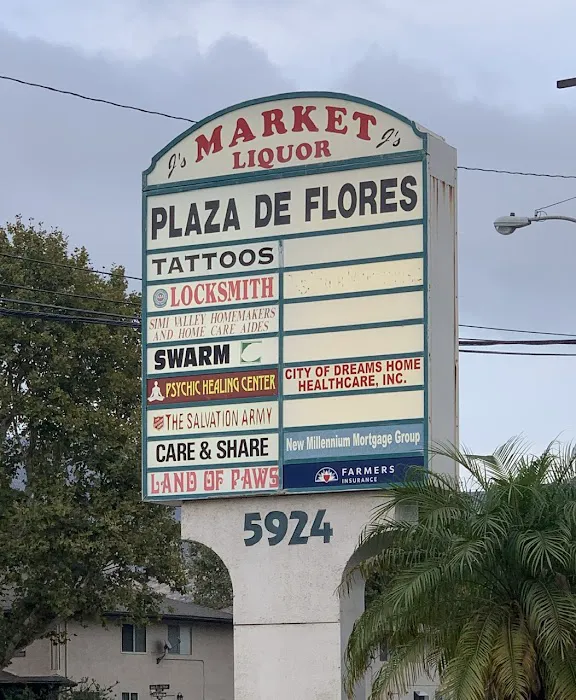 J's MARKET J's
LIQUOR
PLAZA DE FLORES
TATTOOS
LOCKSMITH
SIMI VALLEY HOMEMAKERS
AND HOME CARE AIDES
SWARM
PSYCHIC HEALING CENTER
THE SALVATION ARMY
CARE & SHARE
LAND OF PAWS
CITY OF DREAMS HOME
HEALTHCARE, INC.
New Millennium Mortgage Group
FARMERS
INSURANCE
5924